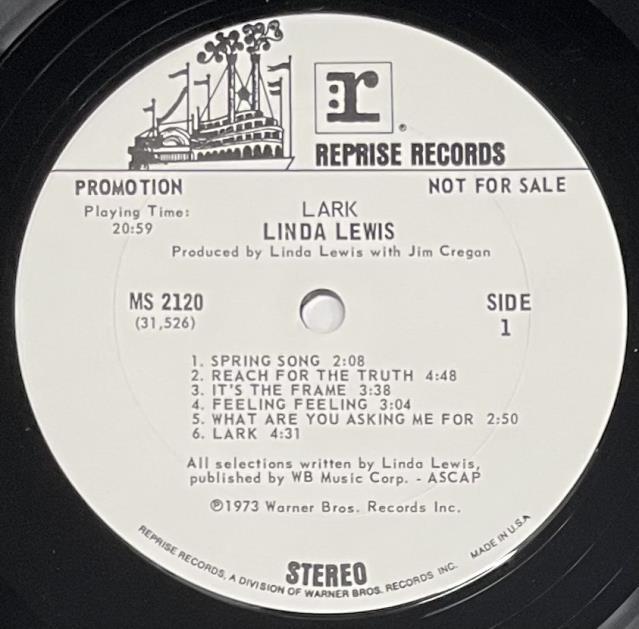 :r
®
REPRISE RECORDS
PROMOTION
NOT FOR SALE
Playing Time:
20:59
LARK
LINDA LEWIS
Produced by Linda Lewis with Jim Cregan
MS 2120
(31,526)
SIDE
1
1. SPRING SONG 2:08
2. REACH FOR THE TRUTH 4:48
3. IT'S THE FRAME 3:38
4. FEELING FEELING 3:04
5. WHAT ARE YOU ASKING ME FOR 2:50
6. LARK 4:31
All selections written by Linda Lewis,
published by WB Music Corp. - ASCAP
℗1973 Warner Bros. Records Inc.
STEREO
REPRISE RECORDS, A DIVISION OF WARNER BROS. RECORDS INC. MADE IN U.S.A.